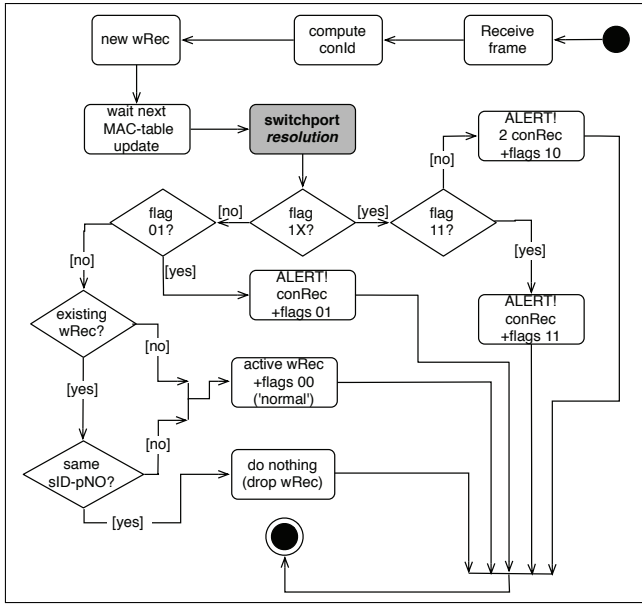 new wRec
compute
conId
Receive
frame
wait next
MAC-table
update
switchport
resolution
ALERT!
2 conRec
+flags 10
[no]
flag
01?
[no]
flag
1X?
[yes]
flag
11?
[yes]
[no]
[yes]
ALERT!
conRec
+flags 01
ALERT!
conRec
+flags 11
existing
wRec?
[no]
active wRec
+flags 00
('normal')
[yes]
[no]
same
sID-pNO?
do nothing
(drop wRec)
[yes]